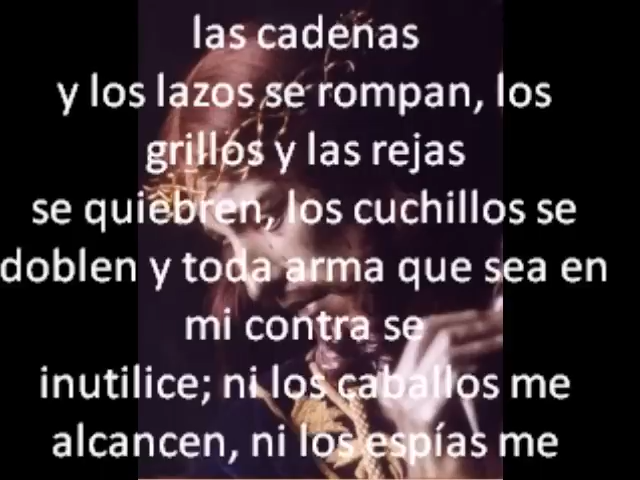 las cadenas
y los lazos se rompan, los
grillos y las rejas
se quiebren, los cuchillos se
doblen y toda arma que sea en
mi contra se
inutilice; ni los caballos me
alcancen, ni los espías me